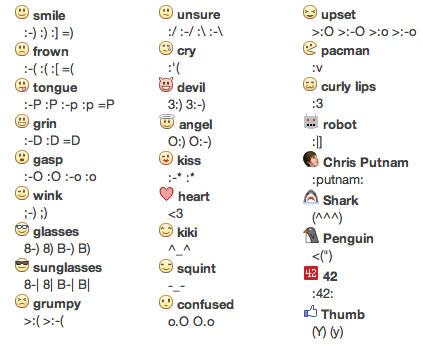 smile
:-) :) :] =)
frown
:-( :( :[ =(
tongue
:-P :P :-p :p =P
grin
:-D :D =D
gasp
:-O :O :-o :o
wink
;-) ;)
glasses
8-) 8) B-) B)
sunglasses
8-| 8| B-| B|
grumpy
>:( >:-(
unsure
:/ :-/ :\ :-\
cry
:'(
devil
3:) 3:-)
angel
O:) O:-)
kiss
:-* :*
heart
<3
kiki
^_^
squint
-_-
confused
o.O O.o
upset
>:O >:-O >:o >:-o
pacman
:v
curly lips
:3
robot
:|]
Chris Putnam
:putnam:
Shark
(^^^)
Penguin
<(")
42 42
:42:
Thumb
(Y) (y)